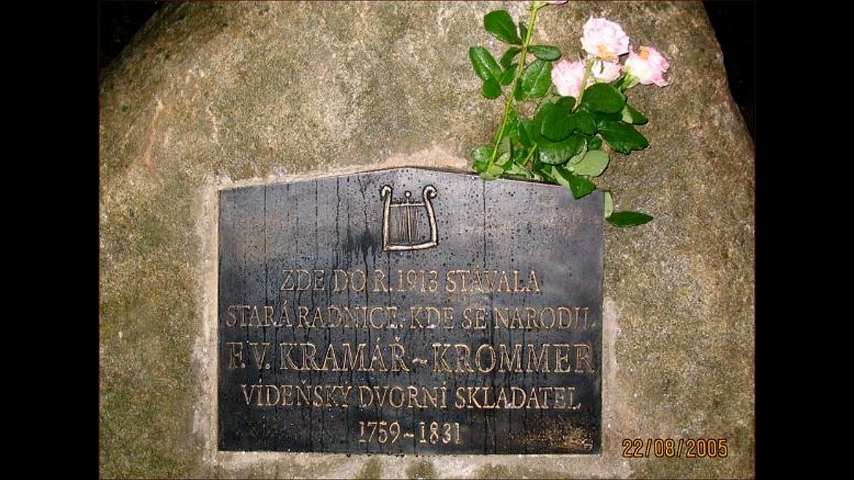 ZDE DO R. 1913 STÁVALA
STARÁ RADNICE, KDE SE NARODIL
F. V. KRAMÁŘ~KROMMER
VÍDEŇSKÝ DVORNÍ SKLADATEL
1759~1831
22/08/2005